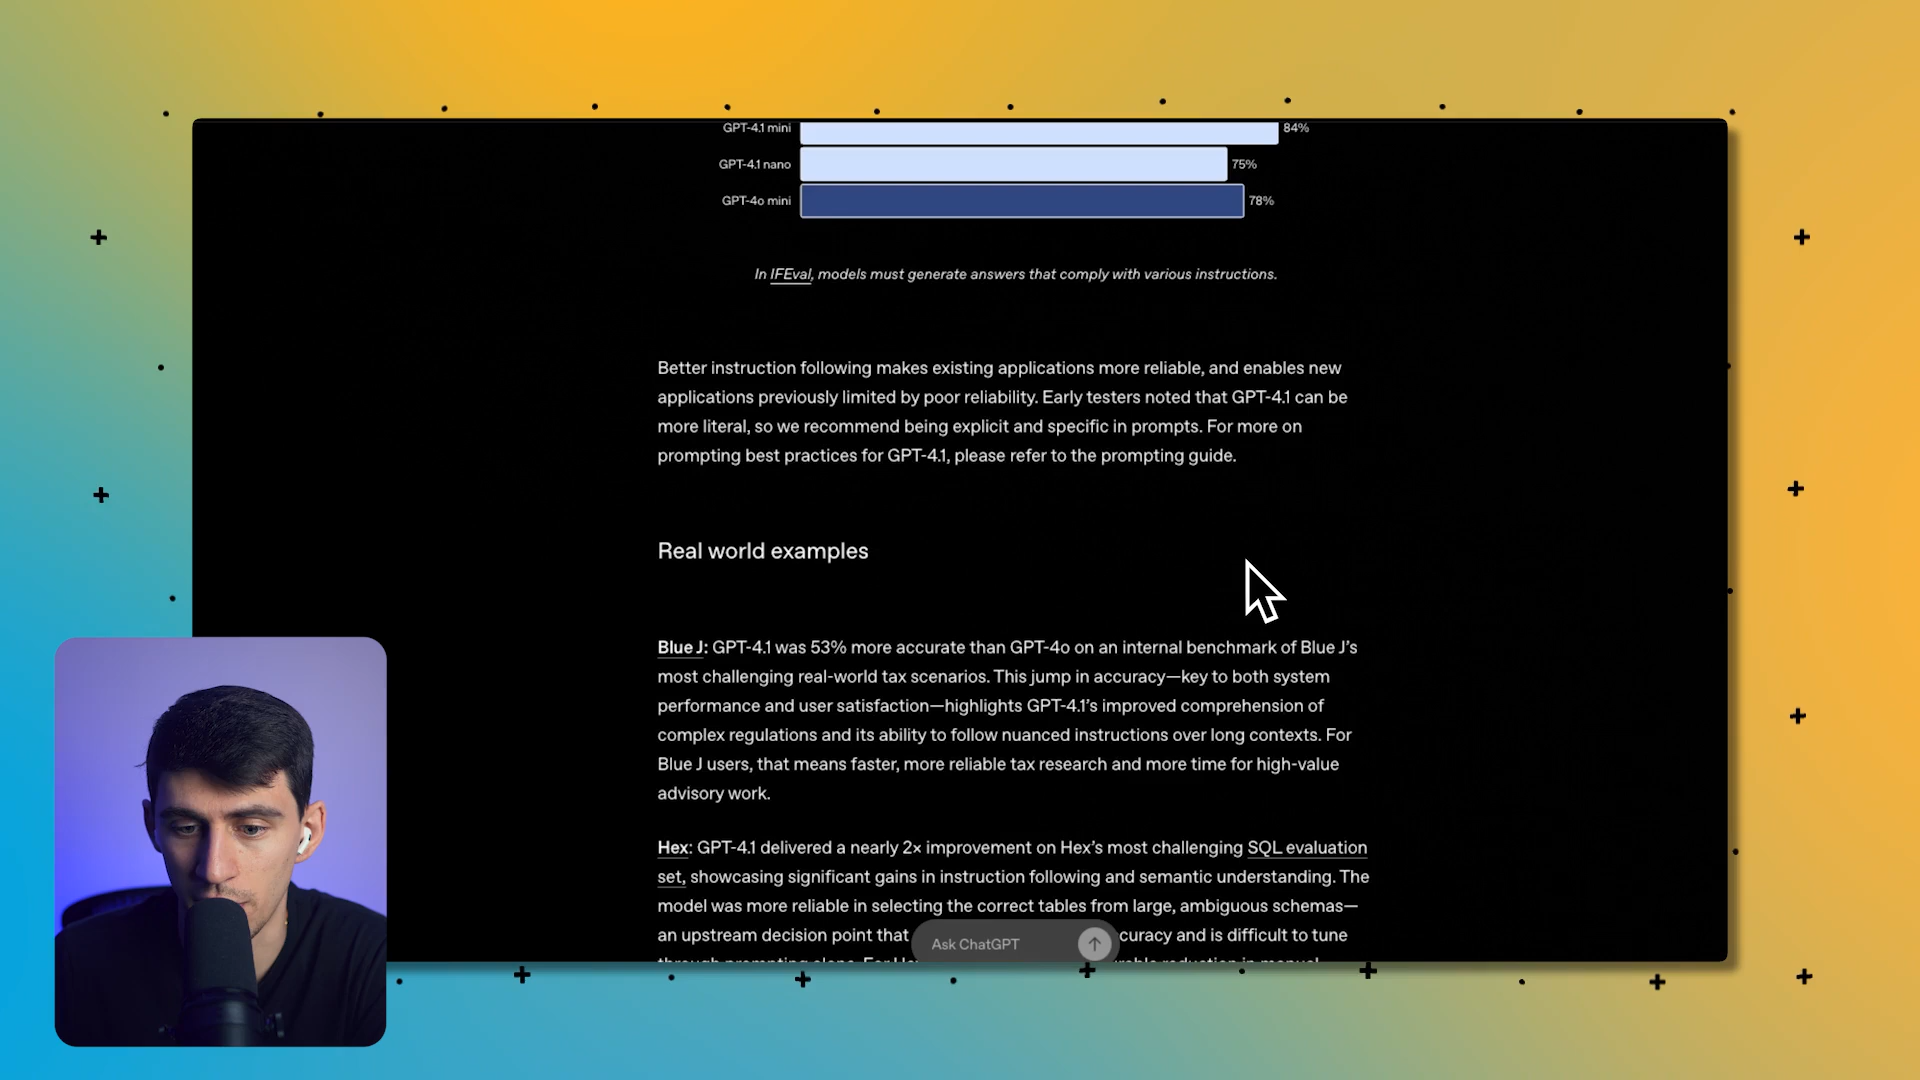 GPT-4.1 mini 84%
GPT-4.1 nano 75%
GPT-4o mini 78%
In IFEval, models must generate answers that comply with various instructions.
Better instruction following makes existing applications more reliable, and enables new
applications previously limited by poor reliability. Early testers noted that GPT-4.1 can be
more literal, so we recommend being explicit and specific in prompts. For more on
prompting best practices for GPT-4.1, please refer to the prompting guide.
Real world examples
Blue J: GPT-4.1 was 53% more accurate than GPT-4o on an internal benchmark of Blue J’s
most challenging real-world tax scenarios. This jump in accuracy—key to both system
performance and user satisfaction—highlights GPT-4.1’s improved comprehension of
complex regulations and its ability to follow nuanced instructions over long contexts. For
Blue J users, that means faster, more reliable tax research and more time for high-value
advisory work.
Hex: GPT-4.1 delivered a nearly 2× improvement on Hex’s most challenging SQL evaluation
set, showcasing significant gains in instruction following and semantic understanding. The
model was more reliable in selecting the correct tables from large, ambiguous schemas—
an upstream decision point that curacy and is difficult to tune
Ask ChatGPT